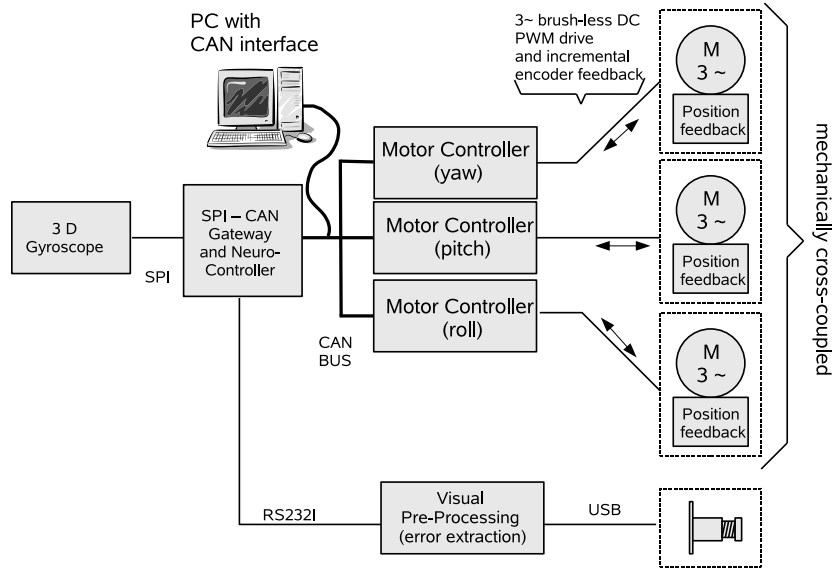 PC with
CAN interface
3~ brush-less DC
PWM drive
and incremental
encoder feedback
M
3 ~
Position
feedback
Motor Controller
(yaw)
3 D
Gyroscope
SPI
SPI – CAN
Gateway
and Neuro-
Controller
Motor Controller
(pitch)
M
3 ~
Position
feedback
Motor Controller
(roll)
CAN
BUS
M
3 ~
Position
feedback
mechanically cross-coupled
RS232I
Visual
Pre-Processing
(error extraction)
USB